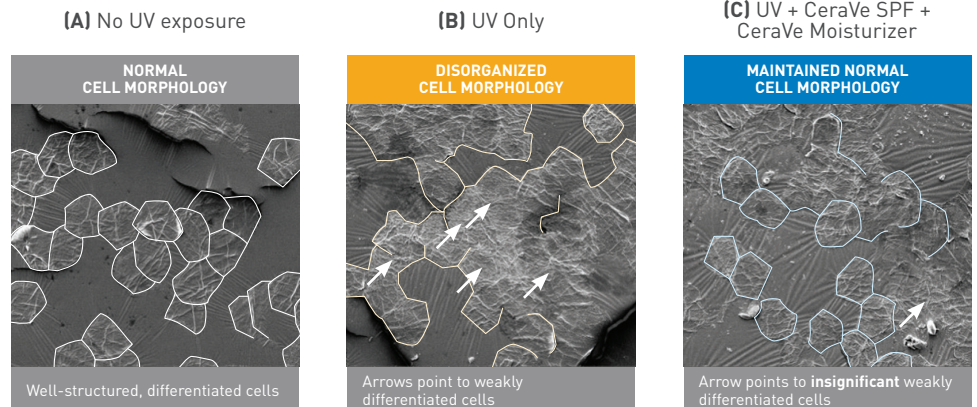 (A) No UV exposure
NORMAL
CELL MORPHOLOGY
Well-structured, differentiated cells
(B) UV Only
DISORGANIZED
CELL MORPHOLOGY
Arrows point to weakly
differentiated cells
(C) UV + CeraVe SPF +
CeraVe Moisturizer
MAINTAINED NORMAL
CELL MORPHOLOGY
Arrow points to insignificant weakly
differentiated cells